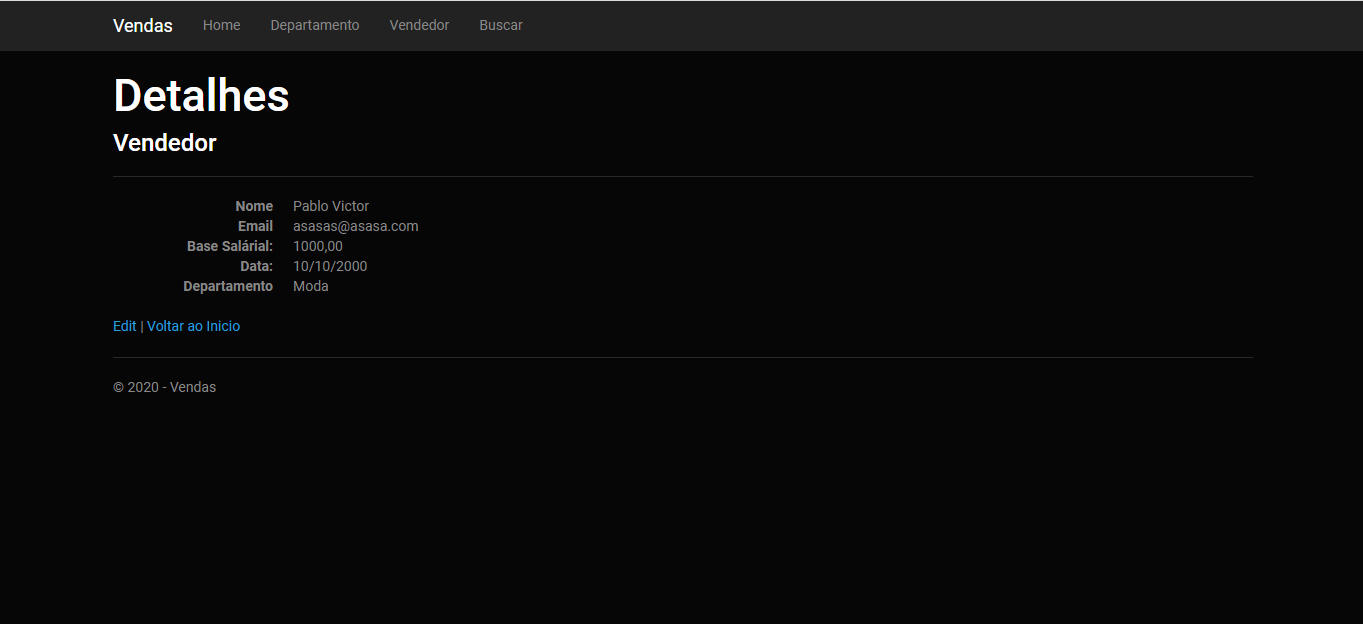 Vendas Home Departamento Vendedor Buscar
Detalhes
Vendedor
Nome Pablo Victor
Email asasas@asasa.com
Base Salárial: 1000,00
Data: 10/10/2000
Departamento Moda
Edit | Voltar ao Inicio
© 2020 - Vendas